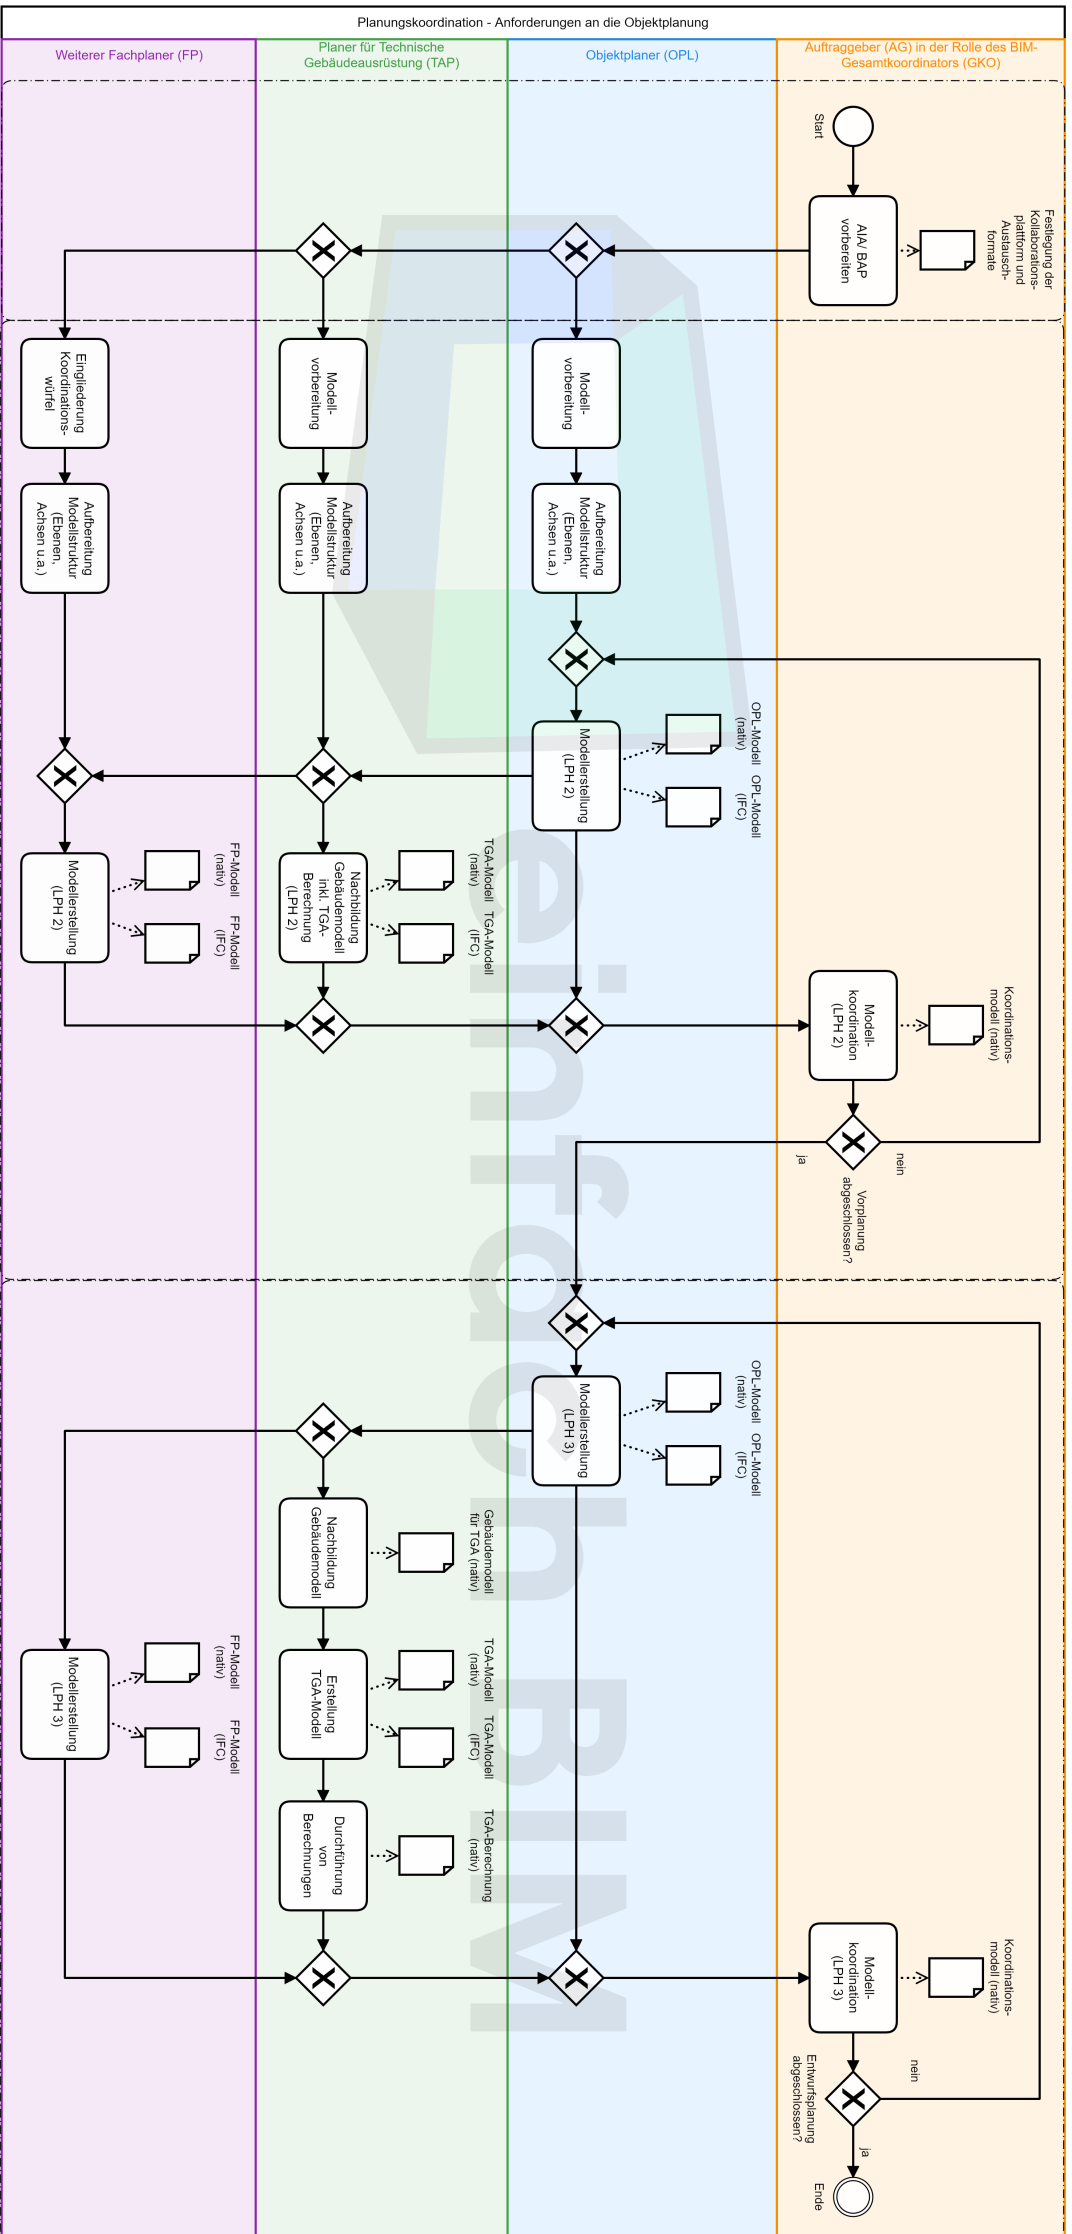 Planungskoordination - Anforderungen an die Objektplanung
Weiterer Fachplaner (FP)
Planer für Technische
Gebäudeausrüstung (TAP)
Objektplaner (OPL)
Auftraggeber (AG) in der Rolle des BIM-
Gesamtkoordinators (GKO)
Start
AIA/ BAP
vorbereiten
Festlegung der
Kollaborations-
plattform und
Austausch-
formate
Eingliederung
Koordinations-
würfel
Modell-
vorbereitung
Modell-
vorbereitung
Aufbereitung
Modellstruktur
(Ebenen,
Achsen u.a.)
Aufbereitung
Modellstruktur
(Ebenen,
Achsen u.a.)
Aufbereitung
Modellstruktur
(Ebenen,
Achsen u.a.)
Modellerstellung
(LPH 2)
OPL-Modell
(nativ)
OPL-Modell
(IFC)
Modellerstellung
(LPH 2)
FP-Modell
(nativ)
FP-Modell
(IFC)
Nachbildung
Gebäudemodell
inkl. TGA-
Berechnung
(LPH 2)
TGA-Modell
(nativ)
TGA-Modell
(IFC)
Modell-
koordination
(LPH 2)
Koordinations-
modell (nativ)
nein
ja
Vorplanung
abgeschlossen?
Modellerstellung
(LPH 3)
OPL-Modell
(nativ)
OPL-Modell
(IFC)
Nachbildung
Gebäudemodell
Gebäudemodell
für TGA (nativ)
Modellerstellung
(LPH 3)
FP-Modell
(nativ)
FP-Modell
(IFC)
Erstellung
TGA-Modell
TGA-Modell
(nativ)
TGA-Modell
(IFC)
Durchführung
von
Berechnungen
TGA-Berechnung
(nativ)
Modell-
koordination
(LPH 3)
Koordinations-
modell (nativ)
nein
Entwurfsplanung
abgeschlossen?
ja
Ende
einfach BIM